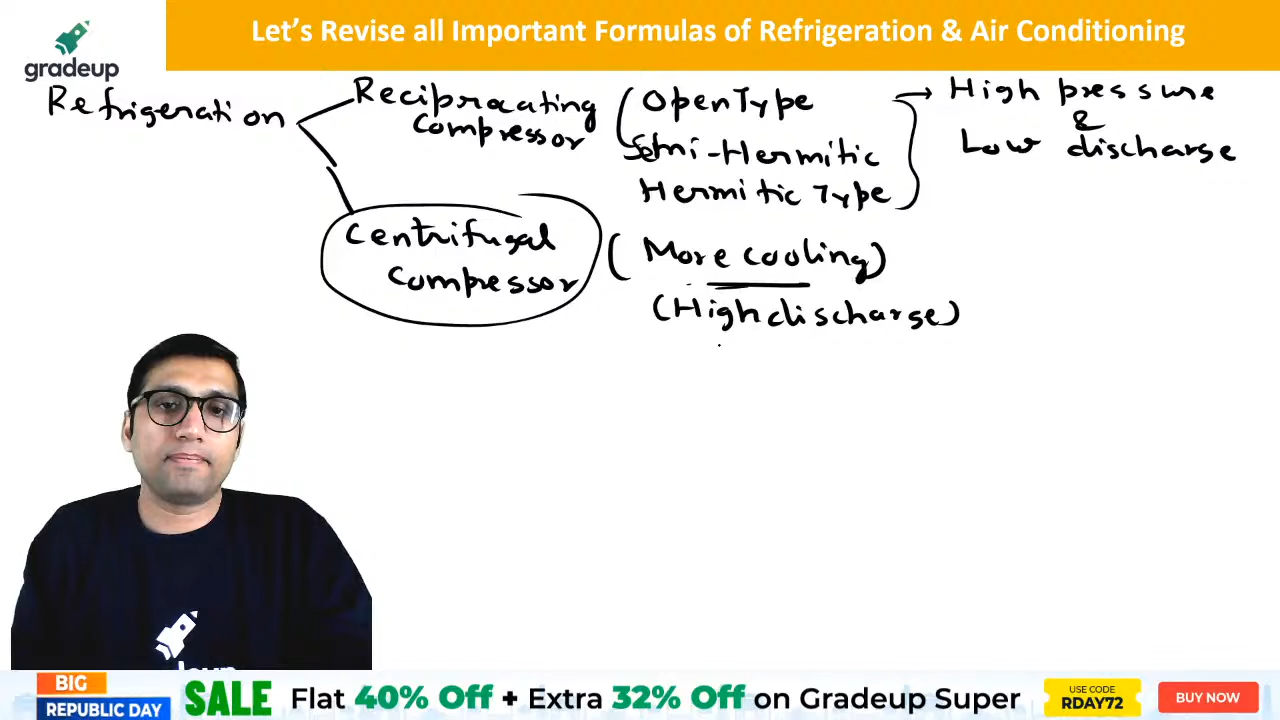 Let's Revise all Important Formulas of Refrigeration & Air Conditioning
gradeup
Refrigeration
Reciprocating
Compressor
Open Type
Semi-Hermitic
Hermitic Type
High pressure
&
Low discharge
Centrifugal
Compressor
(More cooling)
(High discharge)
BIG
REPUBLIC DAY
SALE
Flat 40% Off + Extra 32% Off on Gradeup Super
USE CODE
RDAY72
BUY NOW